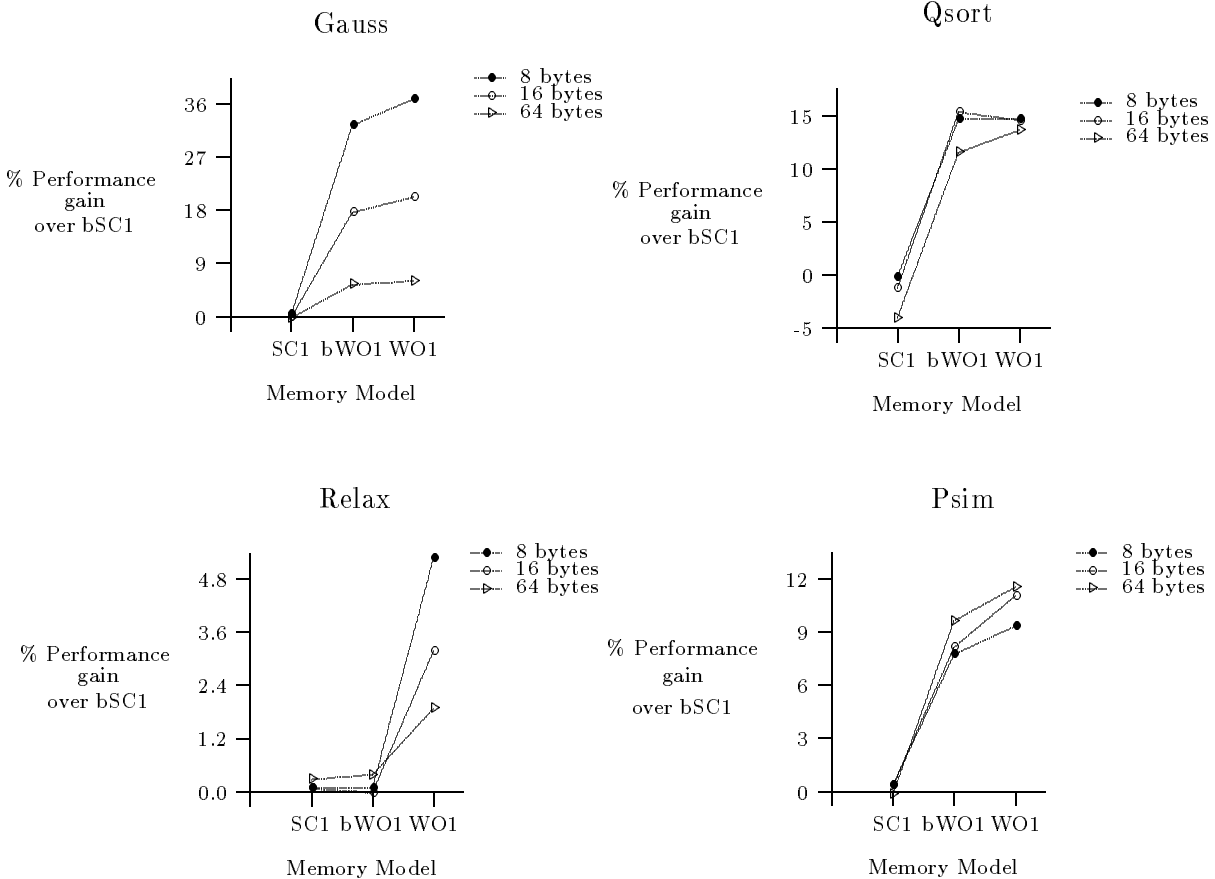 Gauss
8 bytes
16 bytes
64 bytes
36
27
18
9
0
% Performance
gain
over bSC1
SC1 bWO1 WO1
Memory Model
Qsort
8 bytes
16 bytes
64 bytes
15
10
5
0
-5
% Performance
gain
over bSC1
SC1 bWO1 WO1
Memory Model
Relax
8 bytes
16 bytes
64 bytes
4.8
3.6
2.4
1.2
0.0
% Performance
gain
over bSC1
SC1 bWO1 WO1
Memory Model
Psim
8 bytes
16 bytes
64 bytes
12
9
6
3
0
% Performance
gain
over bSC1
SC1 bWO1 WO1
Memory Model